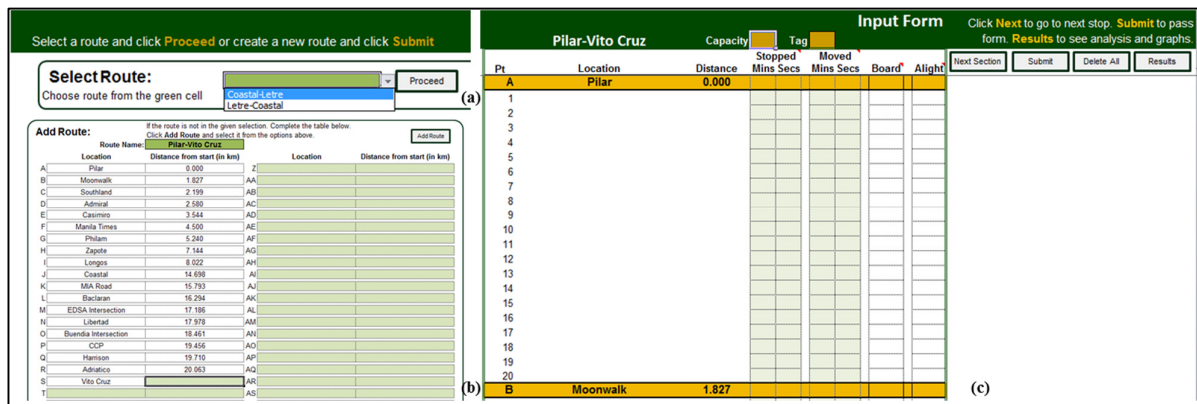 Select a route and click Proceed or create a new route and click Submit
Select Route:
Choose route from the green cell
Proceed
Coastal-Letre
Letre-Coastal
(a)
Add Route:
If the route is not in the given selection. Complete the table below.
Click Add Route and select it from the options above.
Add Route
Route Name: Pilar-Vito Cruz
Location Distance from start (in km) Location Distance from start (in km)
A Pilar 0.000 Z
B Moonwalk 1.827 AA
C Southland 2.199 AB
D Admiral 2.580 AC
E Casimiro 3.544 AD
F Manila Times 4.500 AE
G Philam 5.240 AF
H Zapote 7.144 AG
I Longos 8.022 AH
J Coastal 14.698 AI
K MIA Road 15.793 AJ
L Baclaran 16.294 AK
M EDSA Intersection 17.186 AL
N Libertad 17.978 AM
O Buendia Intersection 18.461 AN
P CCP 19.456 AO
Q Harrison 19.710 AP
R Adriatico 20.063 AQ
S Vito Cruz AR
T AS
(b)
Input Form
Pilar-Vito Cruz Capacity Tag
Click Next to go to next stop. Submit to pass
form. Results to see analysis and graphs.
Next Section Submit Delete All Results
Stopped Moved
Pt Location Distance Mins Secs Mins Secs Board Alight
A Pilar 0.000
1
2
3
4
5
6
7
8
9
10
11
12
13
14
15
16
17
18
19
20
B Moonwalk 1.827
(c)